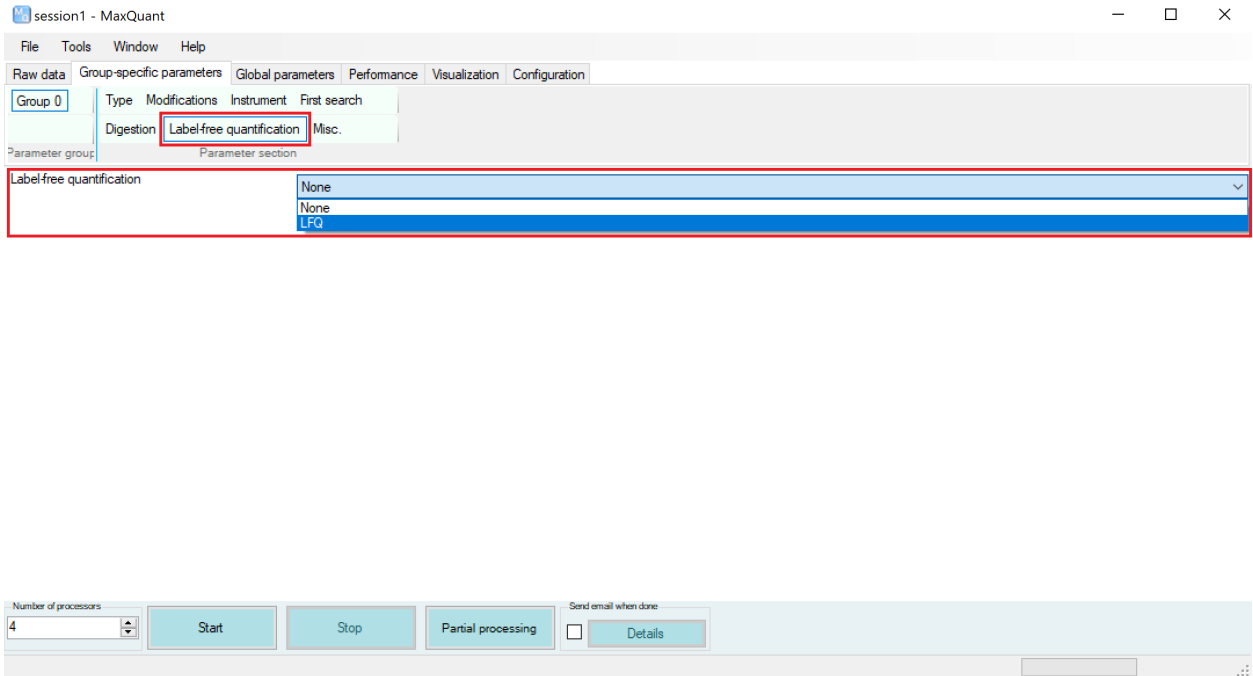 session1 - MaxQuant
File Tools Window Help
Raw data Group-specific parameters Global parameters Performance Visualization Configuration
Group 0 Type Modifications Instrument First search
Digestion Label-free quantification Misc.
Parameter group Parameter section
Label-free quantification None
None
LFQ
Number of processors Send email when done
4 Start Stop Partial processing Details